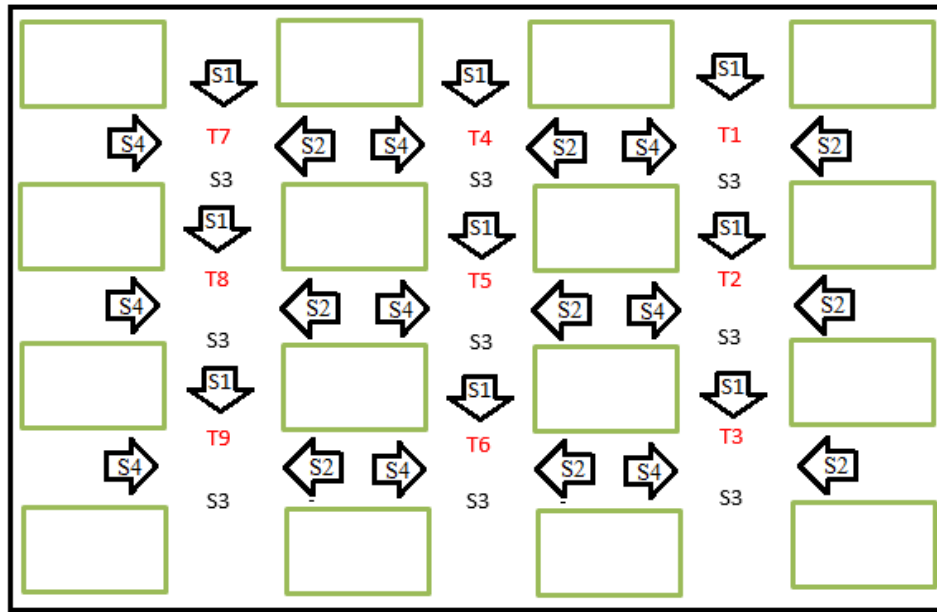 S1 S1 S1
S4 T7 S2 S4 T4 S2 S4 T1 S2
S3 S3 S3
S1 S1 S1
S4 T8 S2 S4 T5 S2 S4 T2 S2
S3 S3 S3
S1 S1 S1
S4 T9 S2 S4 T6 S2 S4 T3 S2
S3 S3 S3